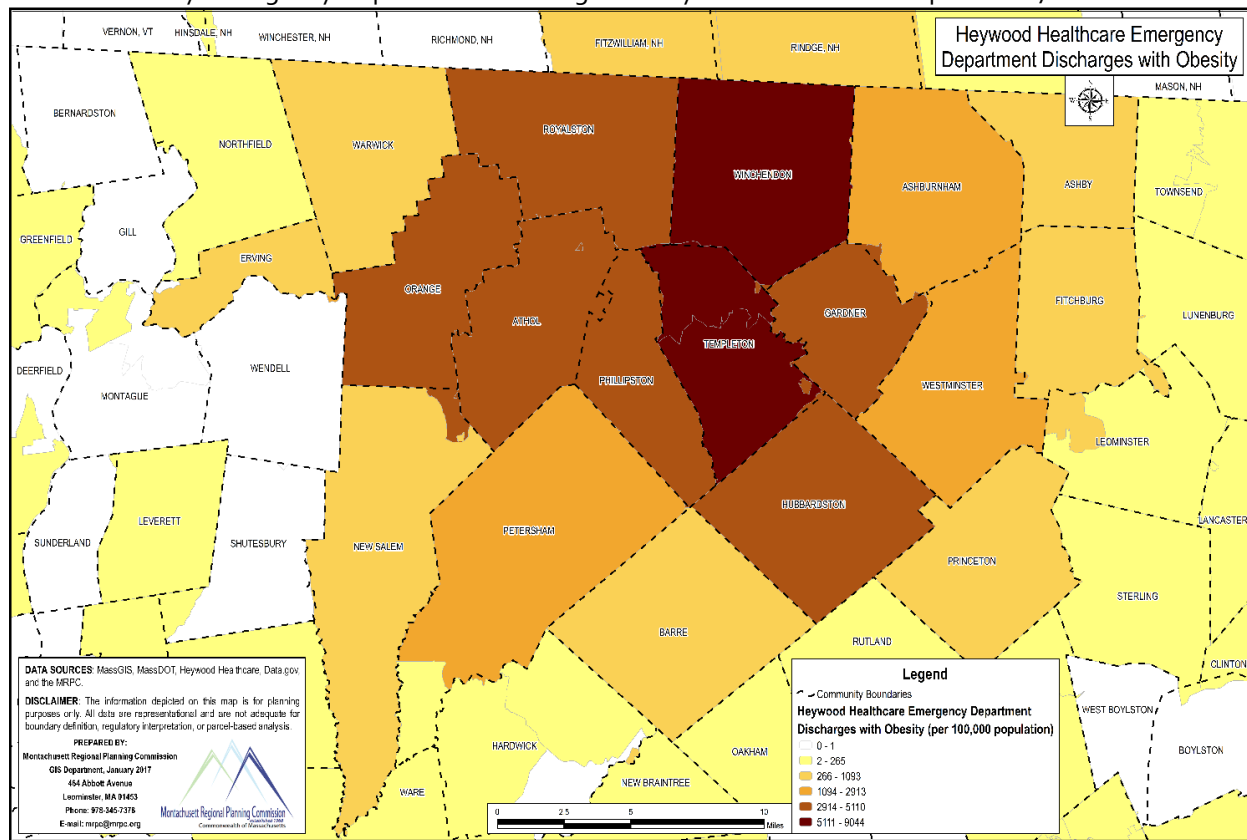 VERNON, VT
HINSDALE, NH
WINCHESTER, NH
RICHMOND, NH
FITZWILLIAM, NH
RINDGE, NH
Heywood Healthcare Emergency
Department Discharges with Obesity
MASON, NH
BERNARDSTON
NORTHFIELD
WARWICK
ROYALSTON
WINCHENDON
ASHBURNHAM
ASHBY
TOWNSEND
GREENFIELD
GILL
ERVING
ORANGE
ATHOL
PHILLIPSTON
TEMPLETON
GARDNER
WESTMINSTER
FITCHBURG
LUNENBURG
DEERFIELD
MONTAGUE
WENDELL
LEOMINSTER
LANCASTER
SUNDERLAND
LEVERETT
SHUTESBURY
NEW SALEM
PETERSHAM
HUBBARDSTON
PRINCETON
STERLING
BARRE
RUTLAND
CLINTON
WEST BOYLSTON
BOYLSTON
HARDWICK
OAKHAM
NEW BRAINTREE
WARE
DATA SOURCES: MassGIS, MassDOT, Heywood Healthcare, Data.gov,
and the MRPC.
DISCLAIMER: The information depicted on this map is for planning
purposes only. All data are representational and are not adequate for
boundary definition, regulatory interpretation, or parcel-based analysis.
PREPARED BY:
Montachusett Regional Planning Commission
GIS Department, January 2017
464 Abbott Avenue
Leominster, MA 01453
Phone: 978-345-7376
E-mail: mrpc@mrpc.org
Montachusett Regional Planning Commission
Commonwealth of Massachusetts
0 2.5 5 10
Miles
Legend
Community Boundaries
Heywood Healthcare Emergency Department
Discharges with Obesity (per 100,000 population)
0 - 1
2 - 265
266 - 1093
1094 - 2913
2914 - 5110
5111 - 9044